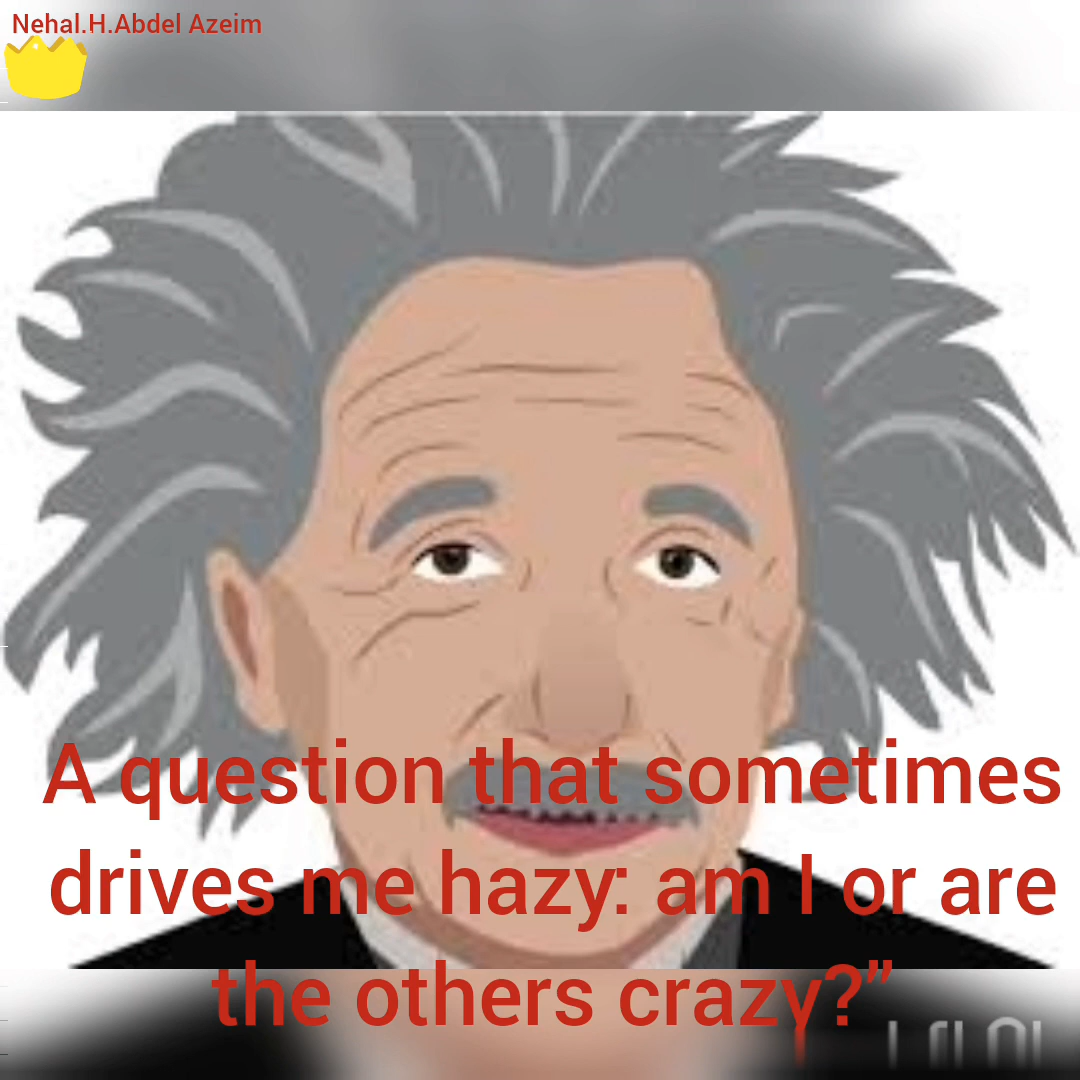 Nehal.H.Abdel Azeim
A question that sometimes
drives me hazy: am I or are
the others crazy?”